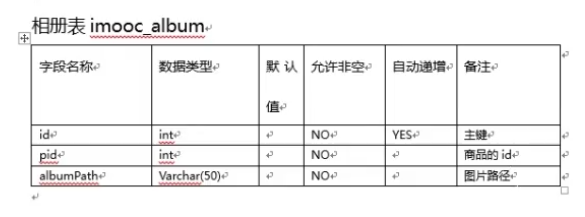 相册表 imooc_album
字段名称 数据类型 默认值 允许非空 自动递增 备注
id int NO YES 主键
pid int NO 商品的 id
albumPath Varchar(50) NO 图片路径